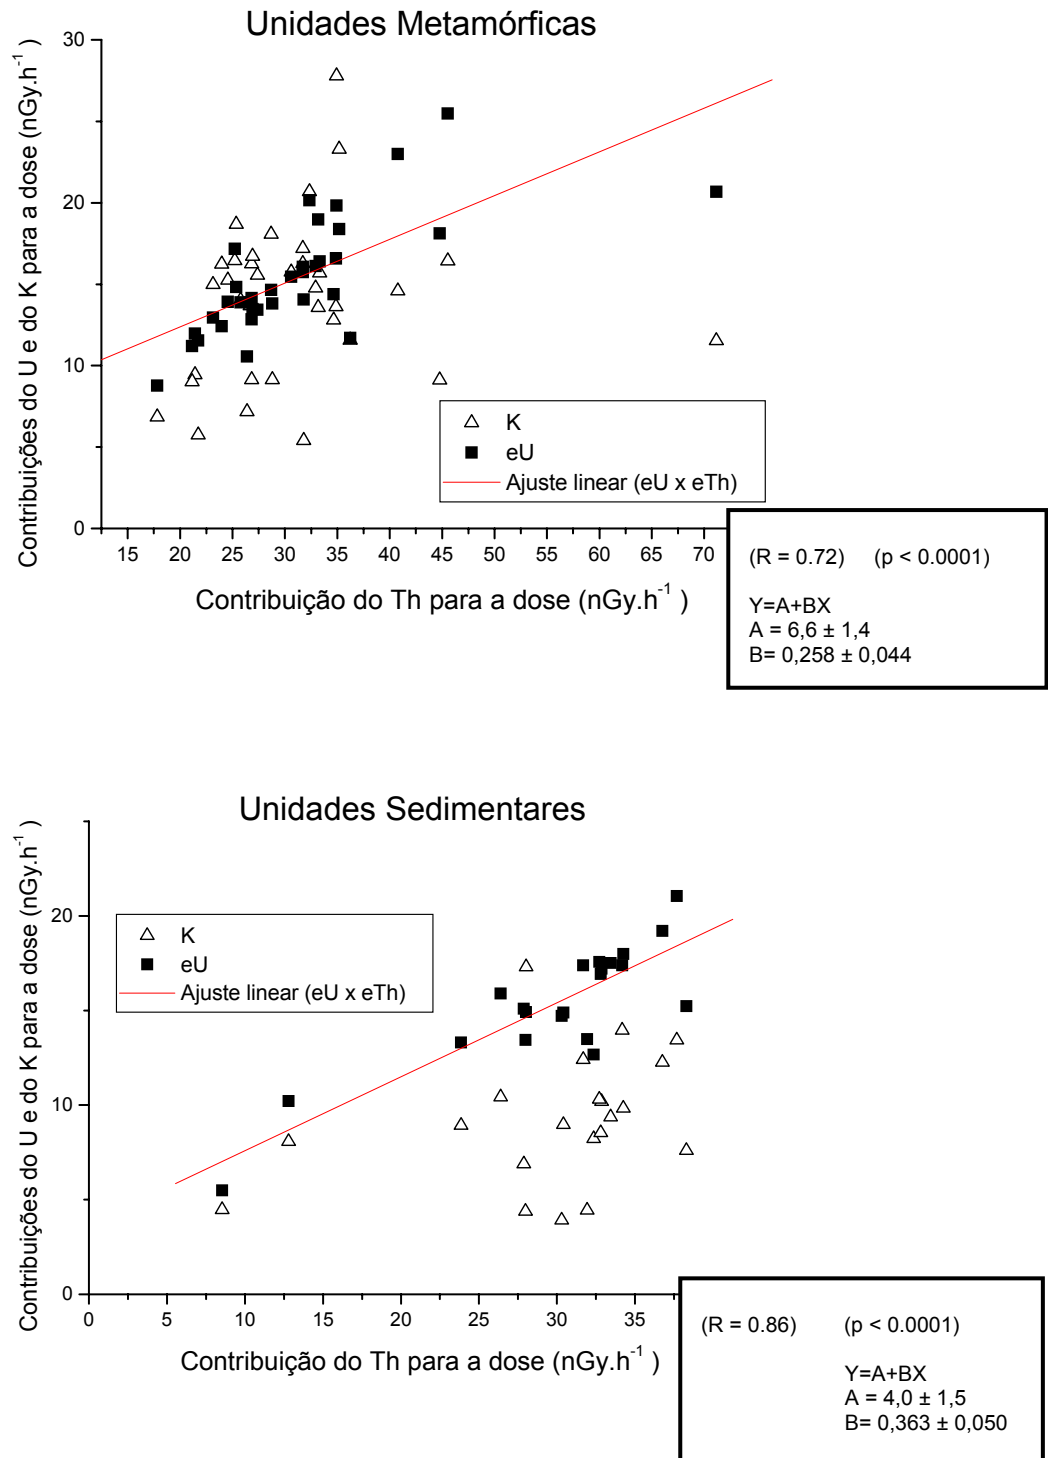 Unidades Metamórficas
Contribuições do U e do K para a dose (nGy.h⁻¹ )
30
20
10
0
K
eU
Ajuste linear (eU x eTh)
15 20 25 30 35 40 45 50 55 60 65 70
Contribuição do Th para a dose (nGy.h⁻¹ )
(R = 0.72) (p < 0.0001)
Y=A+BX
A = 6,6 ± 1,4
B= 0,258 ± 0,044
Unidades Sedimentares
Contribuições do U e do K para a dose (nGy.h⁻¹ )
20
10
0
K
eU
Ajuste linear (eU x eTh)
0 5 10 15 20 25 30 35
Contribuição do Th para a dose (nGy.h⁻¹ )
(R = 0.86) (p < 0.0001)
Y=A+BX
A = 4,0 ± 1,5
B= 0,363 ± 0,050